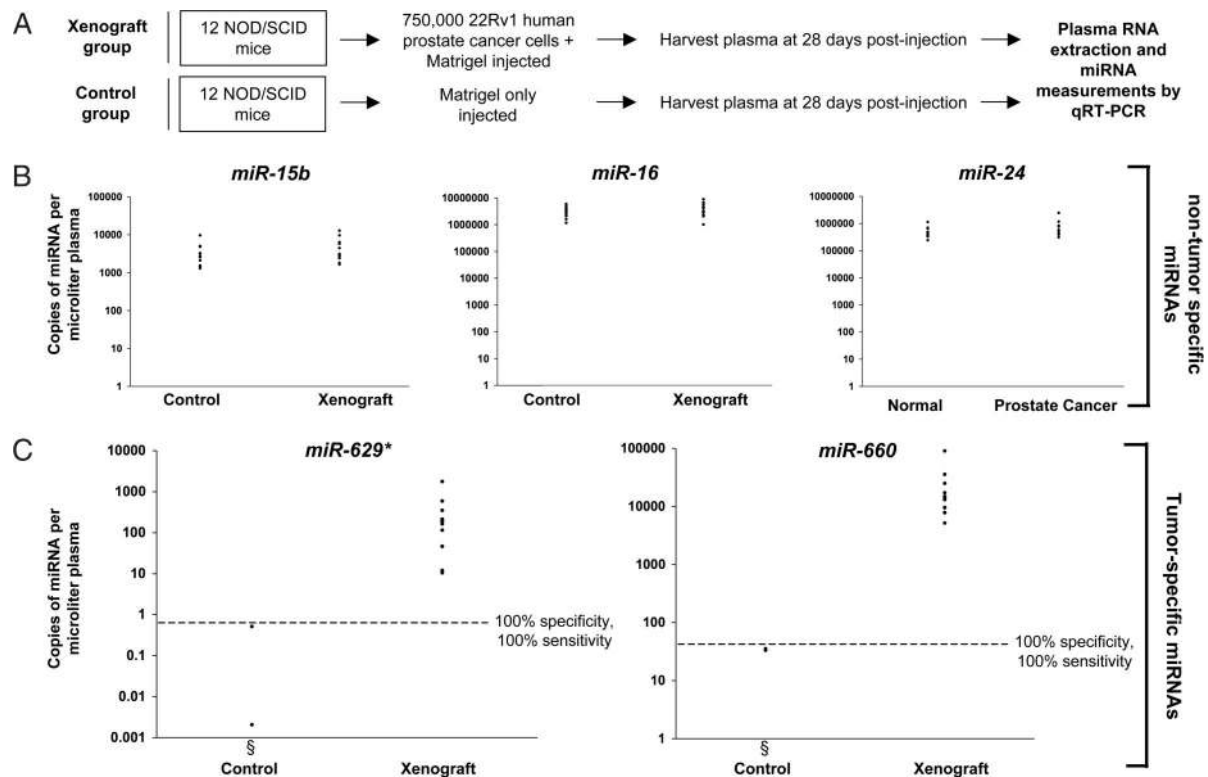 A
Xenograft
group
12 NOD/SCID
mice
750,000 22Rv1 human
prostate cancer cells +
Matrigel injected
Harvest plasma at 28 days post-injection
Plasma RNA
extraction and
miRNA
measurements by
qRT-PCR
Control
group
12 NOD/SCID
mice
Matrigel only
injected
Harvest plasma at 28 days post-injection
B
miR-15b
Copies of miRNA per
microliter plasma
100000
10000
1000
100
10
1
Control
Xenograft
miR-16
10000000
1000000
100000
10000
1000
100
10
1
Control
Xenograft
miR-24
10000000
1000000
100000
10000
1000
100
10
1
Normal
Prostate Cancer
non-tumor specific
miRNAs
C
miR-629*
Copies of miRNA per
microliter plasma
10000
1000
100
10
1
0.1
0.01
0.001
100% specificity,
100% sensitivity
§
Control
Xenograft
miR-660
100000
10000
1000
100
10
1
100% specificity,
100% sensitivity
§
Control
Xenograft
Tumor-specific miRNAs